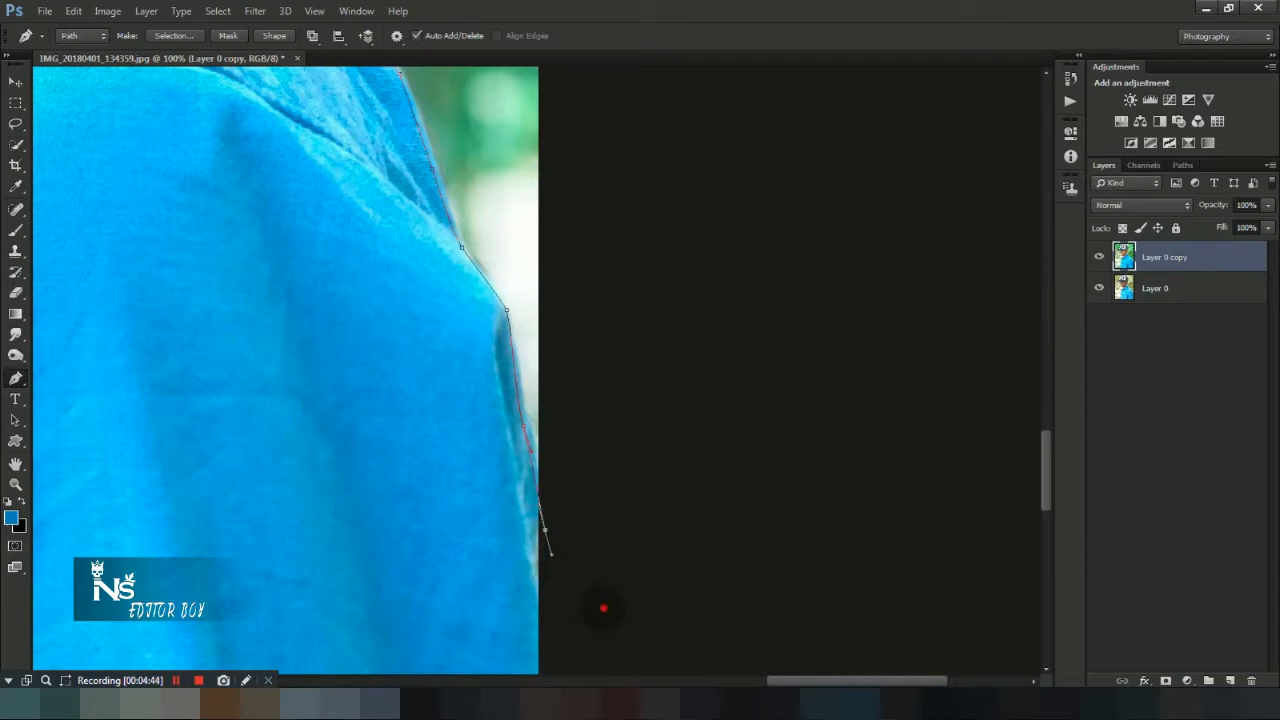 Ps File Edit Image Layer Type Select Filter 3D View Window Help
Path Make: Selection... Mask Shape Auto Add/Delete Align Edges Photography
IMG_20180401_134359.jpg @ 100% (Layer 0 copy, RGB/8) *
Adjustments
Add an adjustment
Layers Channels Paths
Kind
Normal Opacity: 100%
Lock: Fill: 100%
Layer 0 copy
Layer 0
Ns
EDITOR BOY
Recording [00:04:44]